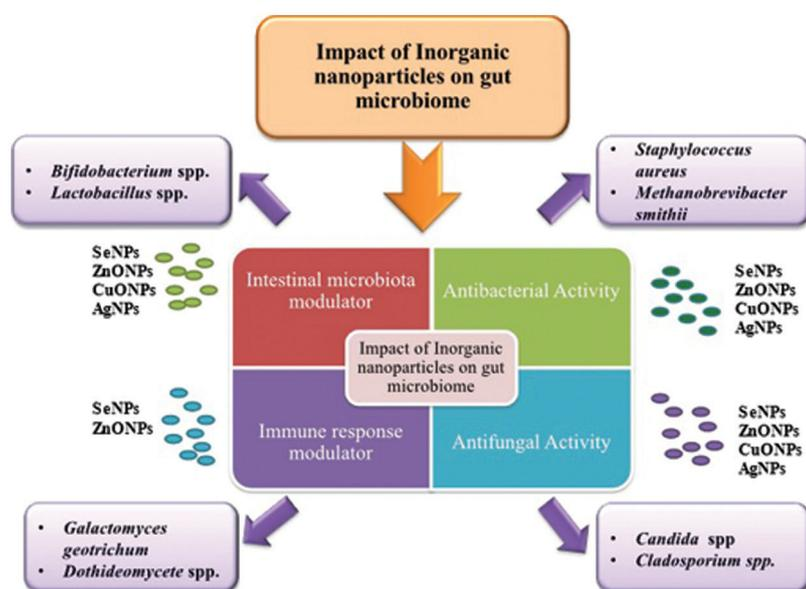 Impact of Inorganic
nanoparticles on gut
microbiome
• Bifidobacterium spp.
• Lactobacillus spp.
• Staphylococcus
aureus
• Methanobrevibacter
smithii
SeNPs
ZnONPs
CuONPs
AgNPs
Intestinal microbiota
modulator
Antibacterial Activity
SeNPs
ZnONPs
CuONPs
AgNPs
Impact of Inorganic
nanoparticles on gut
microbiome
SeNPs
ZnONPs
Immune response
modulator
Antifungal Activity
SeNPs
ZnONPs
CuONPs
AgNPs
• Galactomyces
geotrichum
• Dothideomycete spp.
• Candida spp
• Cladosporium spp.